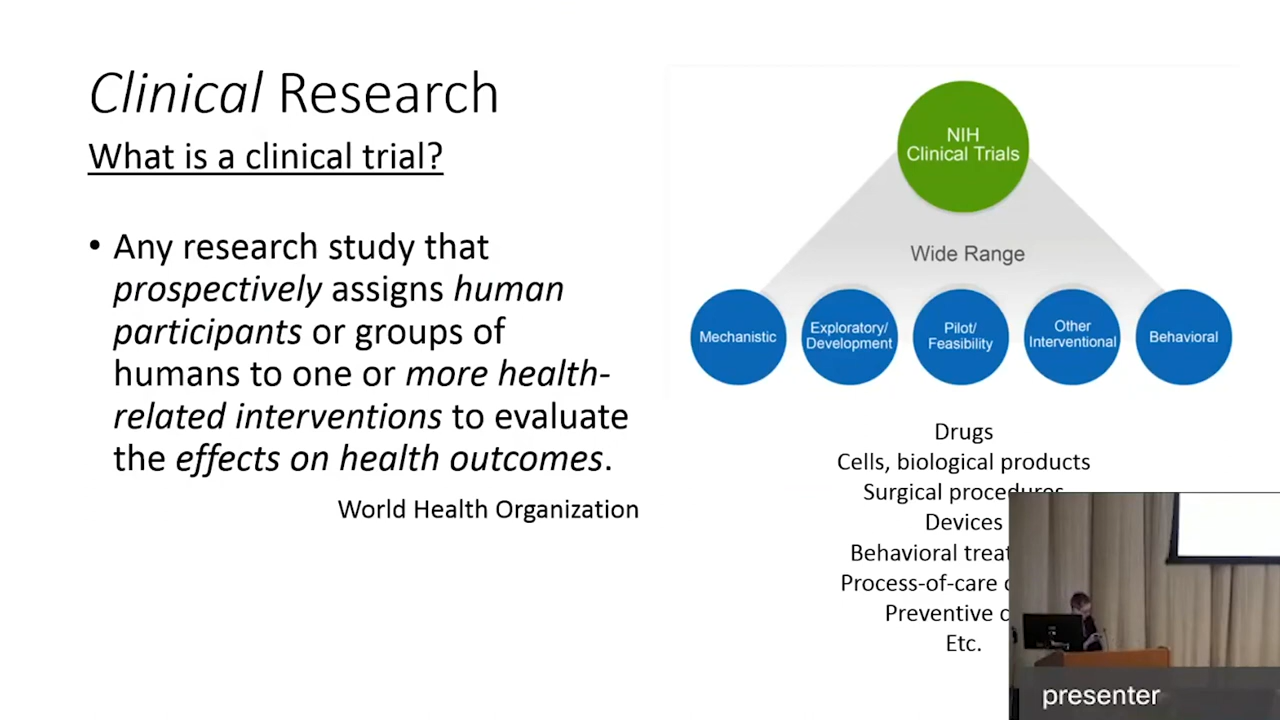 Clinical Research
What is a clinical trial?
• Any research study that
prospectively assigns human
participants or groups of
humans to one or more health-
related interventions to evaluate
the effects on health outcomes.
World Health Organization
NIH
Clinical Trials
Wide Range
Mechanistic
Exploratory/
Development
Pilot/
Feasibility
Other
Interventional
Behavioral
Drugs
Cells, biological products
Surgical procedures
Devices
Behavioral
Process-of-care
Preventive
Etc.
presenter